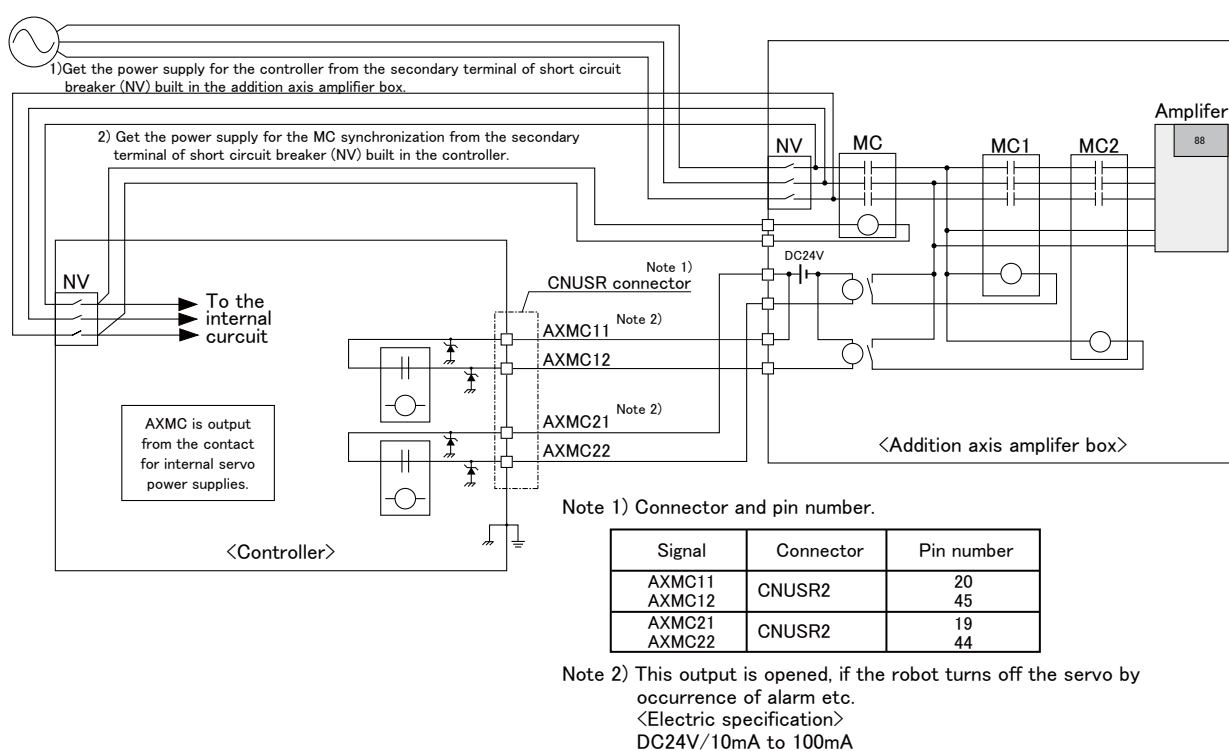 1)Get the power supply for the controller from the secondary terminal of short circuit
breaker (NV) built in the addition axis amplifier box.
2) Get the power supply for the MC synchronization from the secondary
terminal of short circuit breaker (NV) built in the controller.
Amplifer
88
NV
MC
MC1
MC2
DC24V
NV
To the
internal
curcuit
Note 1)
CNUSR connector
AXMC11 Note 2)
AXMC12
AXMC21 Note 2)
AXMC22
AXMC is output
from the contact
for internal servo
power supplies.
<Controller>
<Addition axis amplifer box>
Note 1) Connector and pin number.
Signal Connector Pin number
AXMC11 CNUSR2 20
AXMC12 45
AXMC21 CNUSR2 19
AXMC22 44
Note 2) This output is opened, if the robot turns off the servo by
occurrence of alarm etc.
<Electric specification>
DC24V/10mA to 100mA